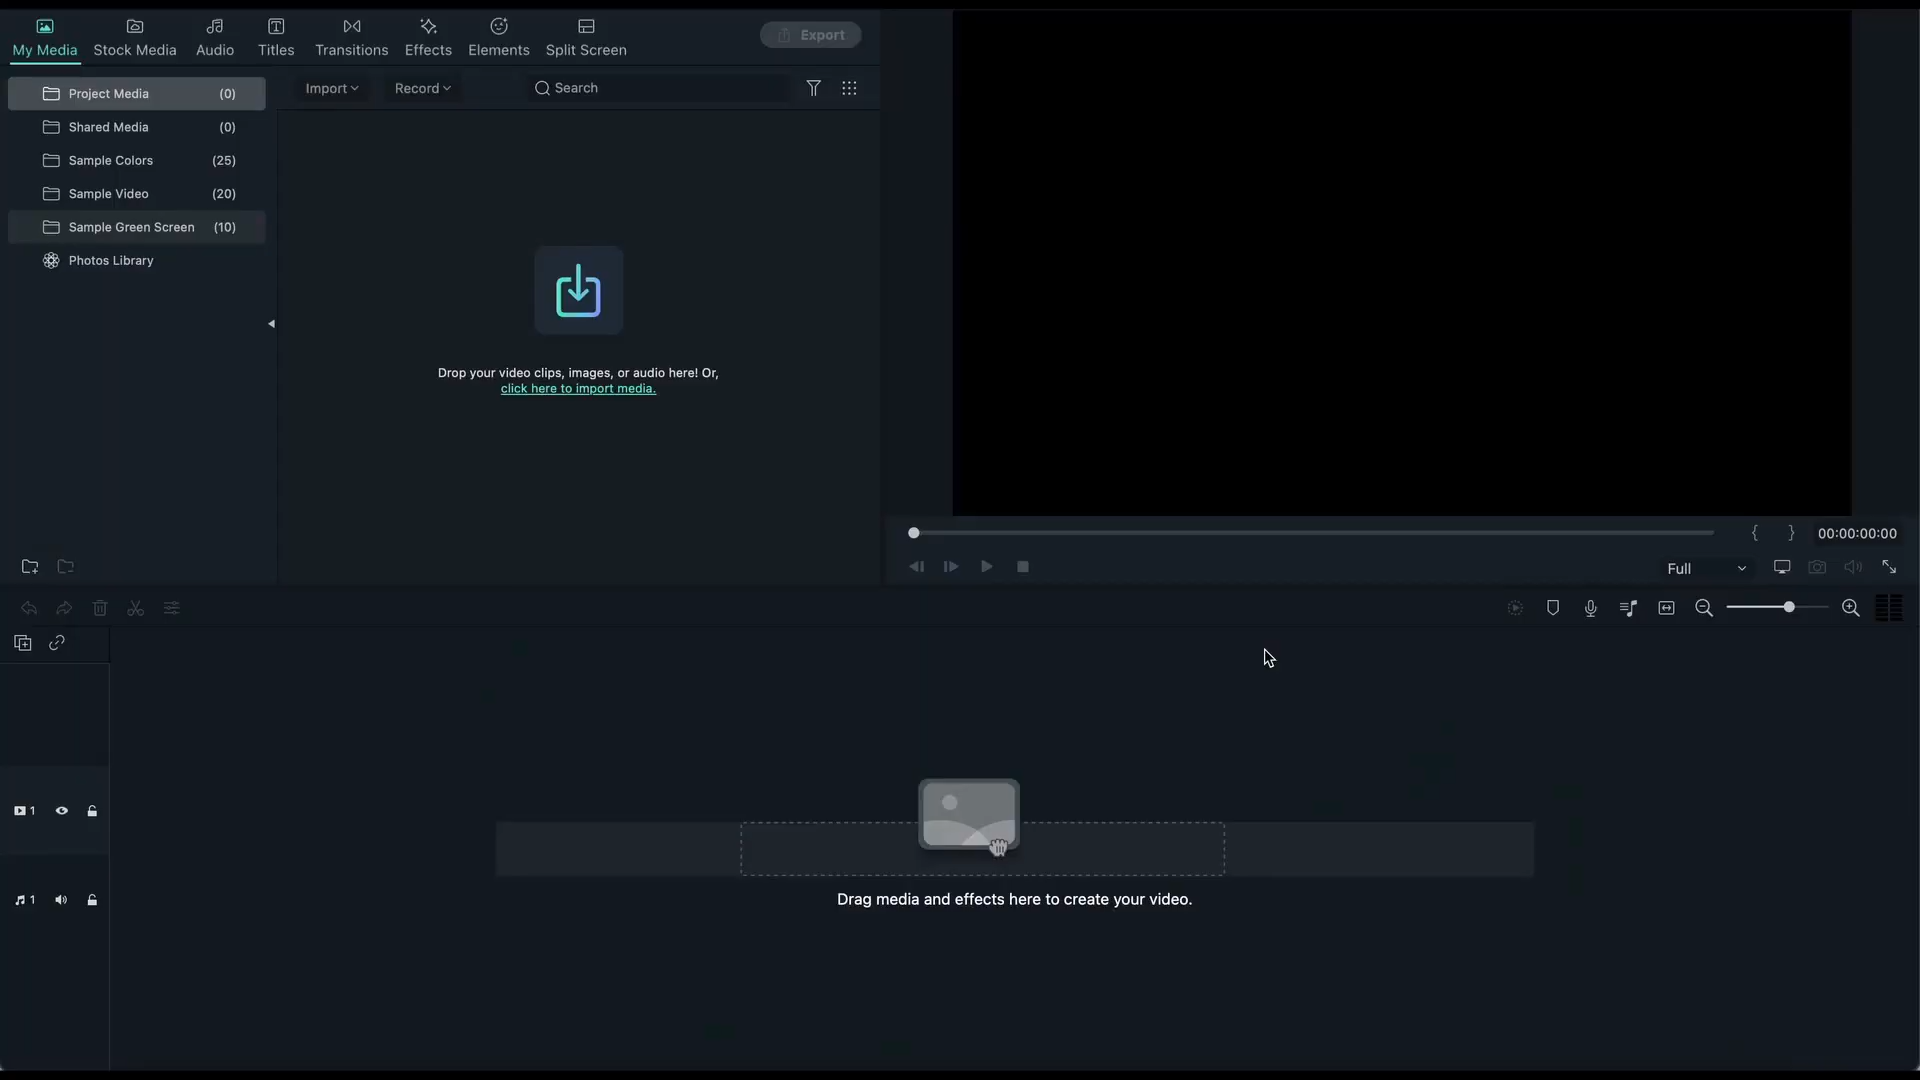 My Media
Stock Media
Audio
Titles
Transitions
Effects
Elements
Split Screen
Export
Project Media (0)
Shared Media (0)
Sample Colors (25)
Sample Video (20)
Sample Green Screen (10)
Photos Library
Import
Record
Search
Drop your video clips, images, or audio here! Or,
click here to import media.
{ } 00:00:00:00
Full
1
1
Drag media and effects here to create your video.